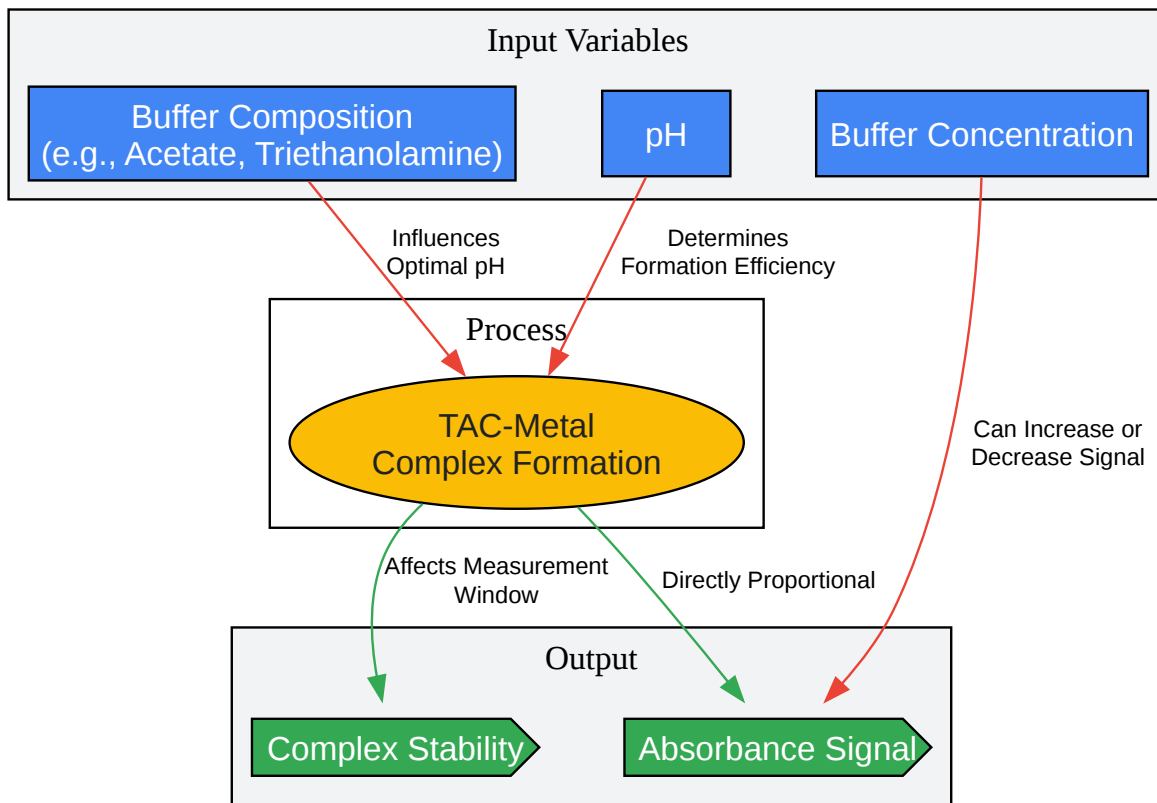 Input Variables
Buffer Composition
(e.g., Acetate, Triethanolamine)
pH
Buffer Concentration
Influences
Optimal pH
Determines
Formation Efficiency
Process
TAC-Metal
Complex Formation
Can Increase or
Decrease Signal
Affects Measurement
Window
Directly Proportional
Output
Complex Stability
Absorbance Signal